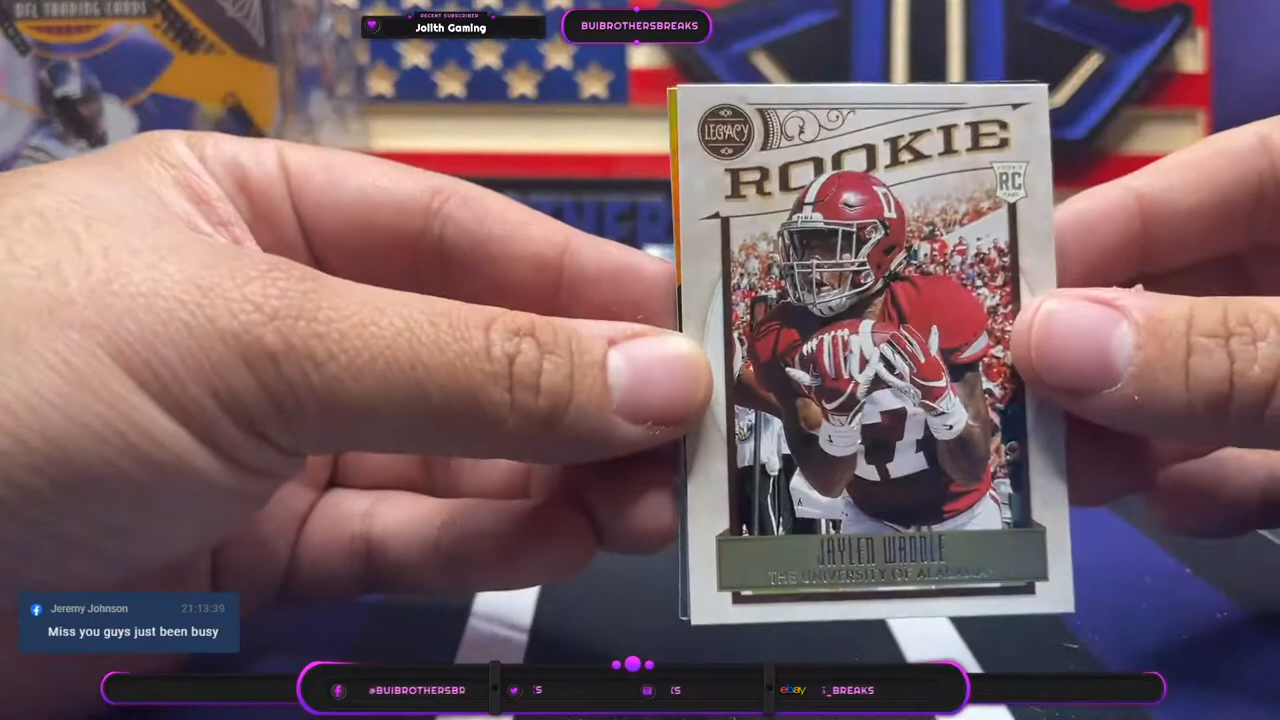 NFL TRADING CARDS
RECENT SUBSCRIBER
Jolith Gaming
BUIBROTHERSBREAKS
LEGACY
ROOKIE
RC
17
JAYLEN WADDLE
THE UNIVERSITY OF ALABAMA
Jeremy Johnson 21:13:39
Miss you guys just been busy
@BUIBROTHERSBR
ebay
_BREAKS